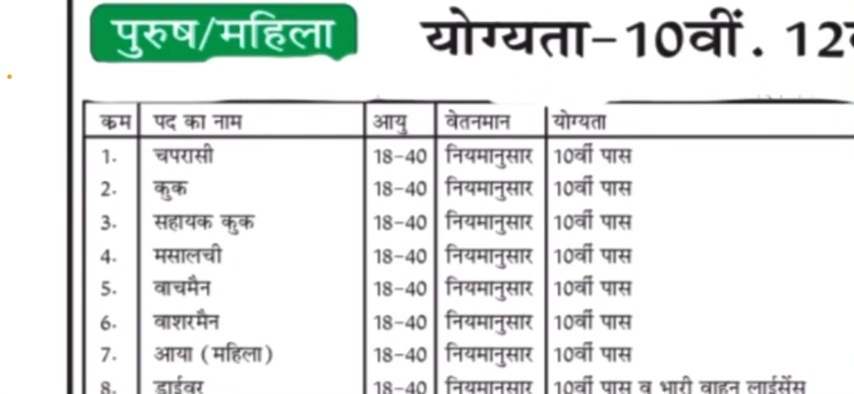 पुरुष/महिला योग्यता-10वीं. 12
क्रम पद का नाम आयु वेतनमान योग्यता
1. चपरासी 18-40 नियमानुसार 10वीं पास
2. कुक 18-40 नियमानुसार 10वीं पास
3. सहायक कुक 18-40 नियमानुसार 10वीं पास
4. मसालची 18-40 नियमानुसार 10वीं पास
5. वाचमैन 18-40 नियमानुसार 10वीं पास
6. वाशरमैन 18-40 नियमानुसार 10वीं पास
7. आया (महिला) 18-40 नियमानुसार 10वीं पास
8. ड्राईवर 18-40 नियमानुसार 10वीं पास व भारी वाहन लाईसेंस